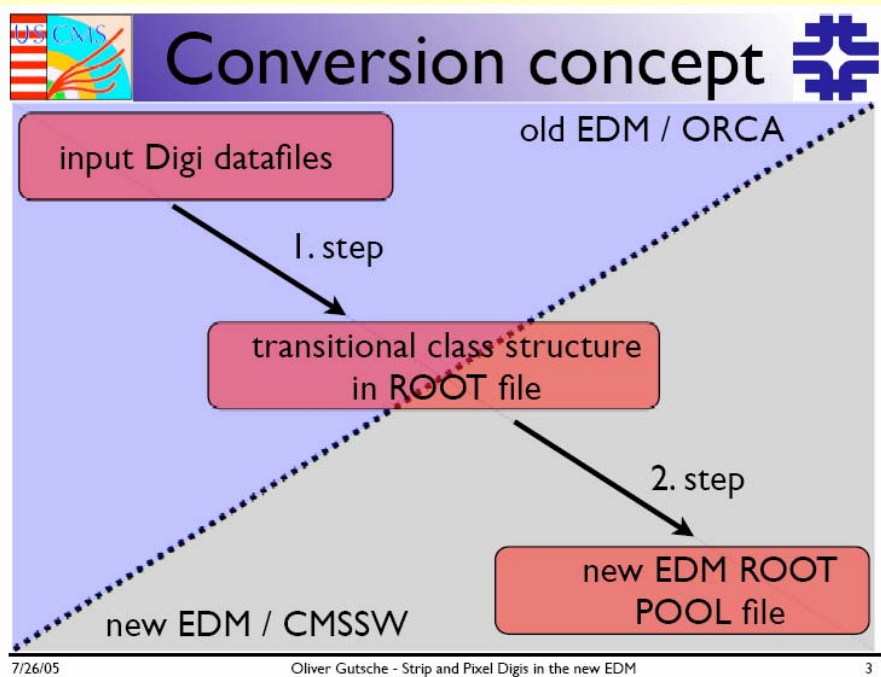 US CMS
Conversion concept
old EDM / ORCA
input Digi datafiles
1. step
transitional class structure
in ROOT file
2. step
new EDM ROOT
POOL file
new EDM / CMSSW
7/26/05
Oliver Gutsche - Strip and Pixel Digis in the new EDM
3